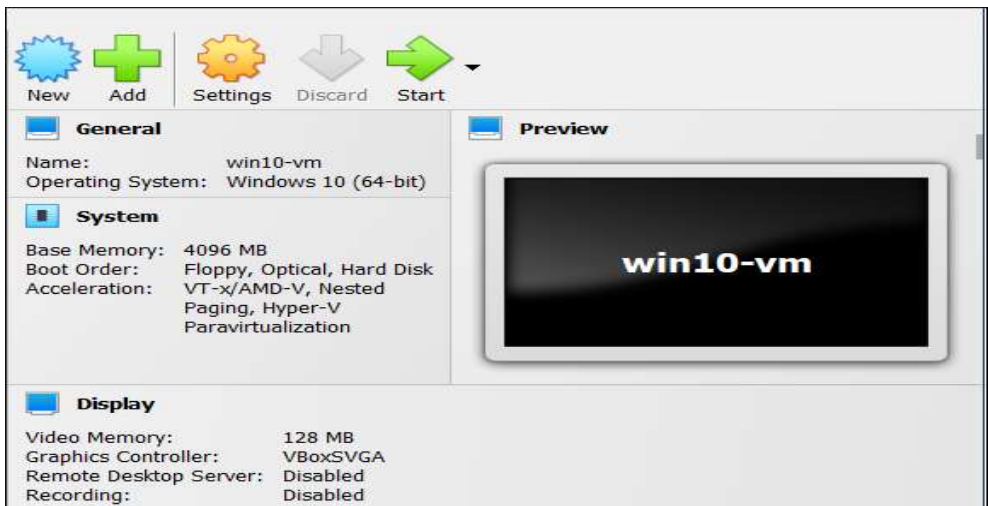 New Add Settings Discard Start
General
Name: win10-vm
Operating System: Windows 10 (64-bit)
System
Base Memory: 4096 MB
Boot Order: Floppy, Optical, Hard Disk
Acceleration: VT-x/AMD-V, Nested
Paging, Hyper-V
Paravirtualization
Preview
win10-vm
Display
Video Memory: 128 MB
Graphics Controller: VBoxSVGA
Remote Desktop Server: Disabled
Recording: Disabled